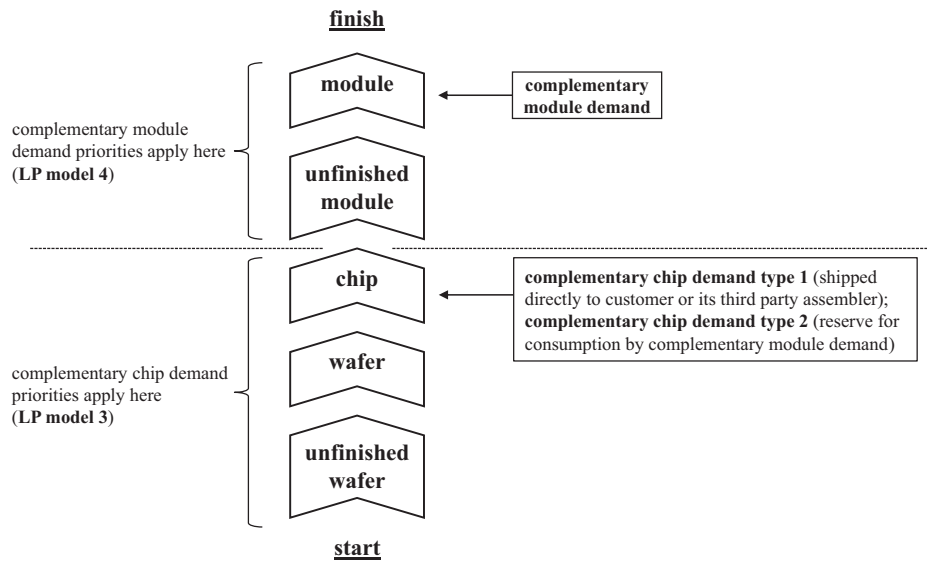 finish
module
complementary
module demand
complementary module
demand priorities apply here
(LP model 4)
unfinished
module
chip
complementary chip demand type 1 (shipped
directly to customer or its third party assembler);
complementary chip demand type 2 (reserve for
consumption by complementary module demand)
wafer
complementary chip demand
priorities apply here
(LP model 3)
unfinished
wafer
start